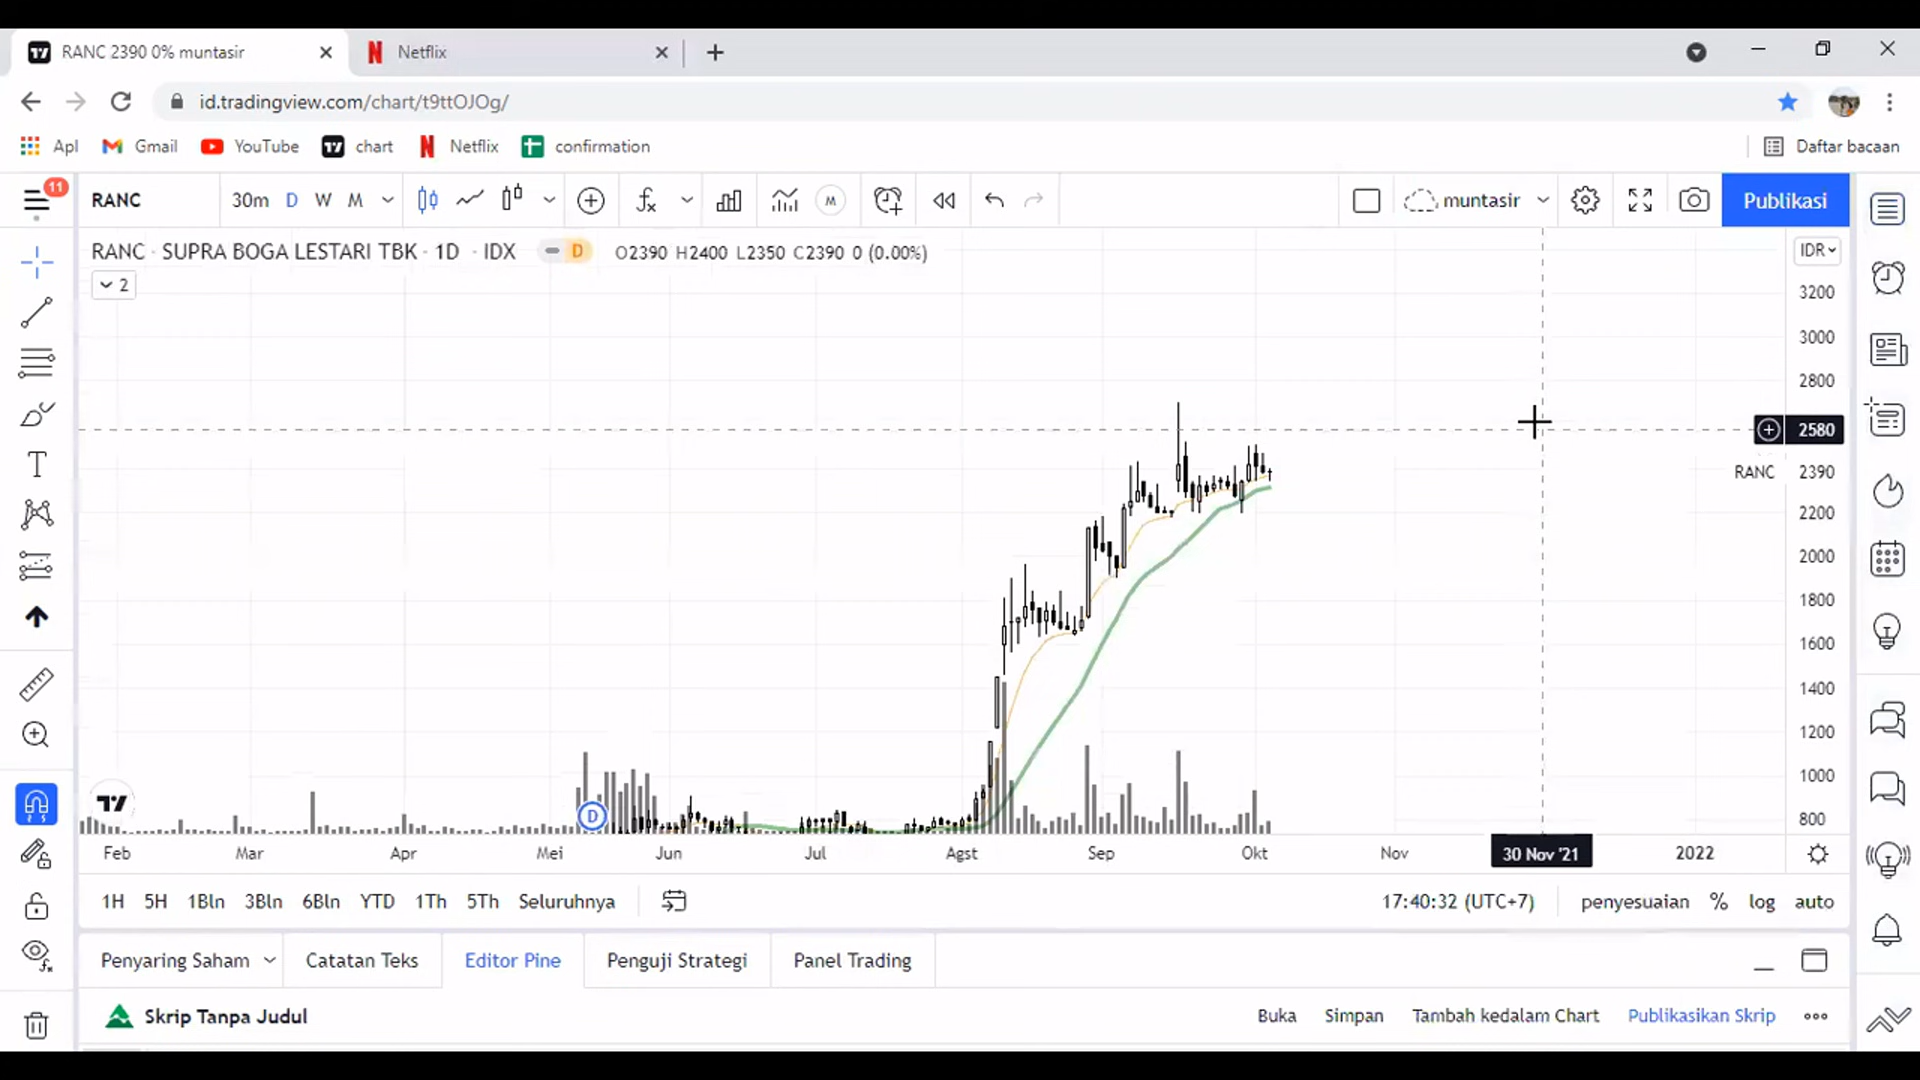 RANC 2390 0% muntasir
Netflix
id.tradingview.com/chart/t9ttOJOg/
Apl Gmail YouTube chart Netflix confirmation Daftar bacaan
11
RANC 30m D W M M muntasir Publikasi
RANC · SUPRA BOGA LESTARI TBK · 1D · IDX D O2390 H2400 L2350 C2390 0 (0.00%) IDR
2
3200
3000
2800
2580
RANC 2390
2200
2000
1800
1600
1400
1200
1000
D
800
Feb Mar Apr Mei Jun Jul Agst Sep Okt Nov 30 Nov '21 2022
1H 5H 1Bln 3Bln 6Bln YTD 1Th 5Th Seluruhnya 17:40:32 (UTC+7) penyesuaian % log auto
Penyaring Saham Catatan Teks Editor Pine Penguji Strategi Panel Trading
Skrip Tanpa Judul Buka Simpan Tambah kedalam Chart Publikasikan Skrip